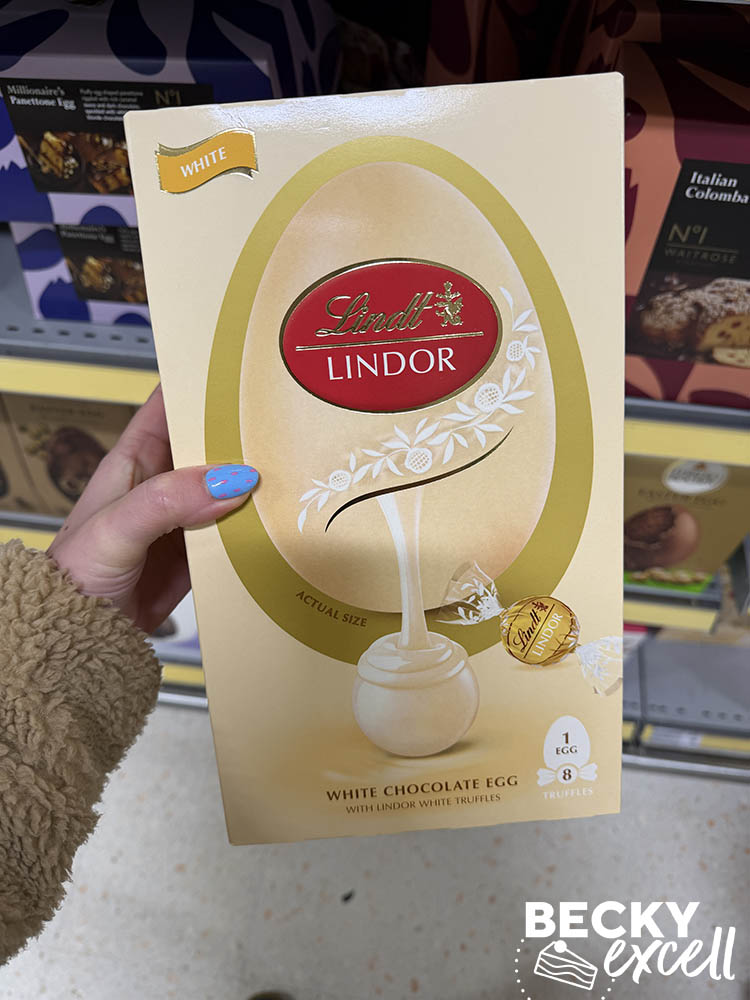 Millionaire's
Panettone Egg
Nº1
WHITE
Italian
Colomba
Nº1
WAITROSE
Lindt
LINDOR
ACTUAL SIZE
Lindt
LINDOR
1
EGG
8
TRUFFLES
WHITE CHOCOLATE EGG
WITH LINDOR WHITE TRUFFLES
BECKY
excell